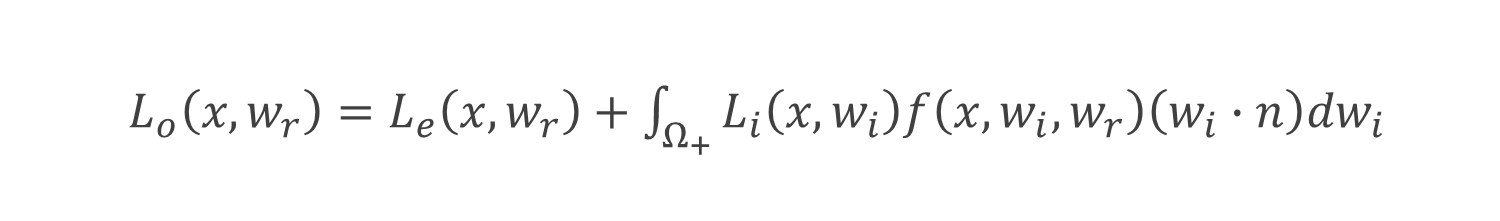 L_o(x, w_r) = L_e(x, w_r) + ∫_{Ω_+} L_i(x, w_i) f(x, w_i, w_r)(w_i · n)dw_i